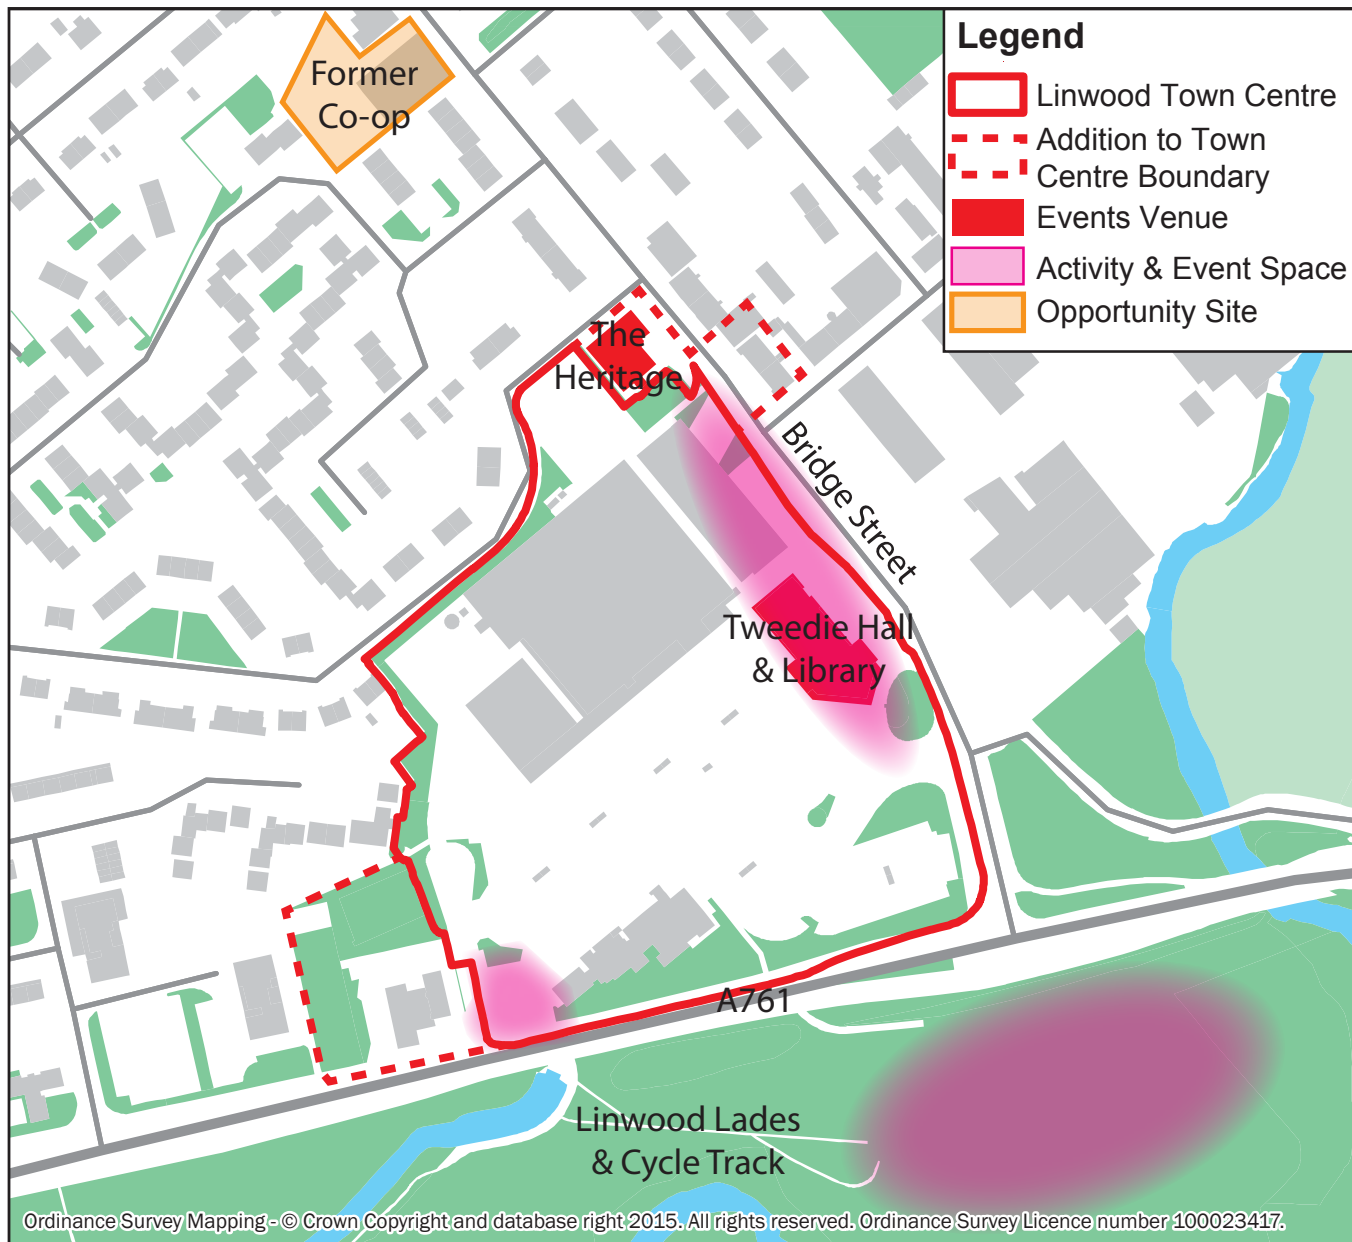 Legend
Linwood Town Centre
Addition to Town
Centre Boundary
Events Venue
Activity & Event Space
Opportunity Site
Former
Co-op
The
Heritage
Bridge Street
Tweedie Hall
& Library
A761
Linwood Lades
& Cycle Track
Ordinance Survey Mapping - © Crown Copyright and database right 2015. All rights reserved. Ordinance Survey Licence number 100023417.